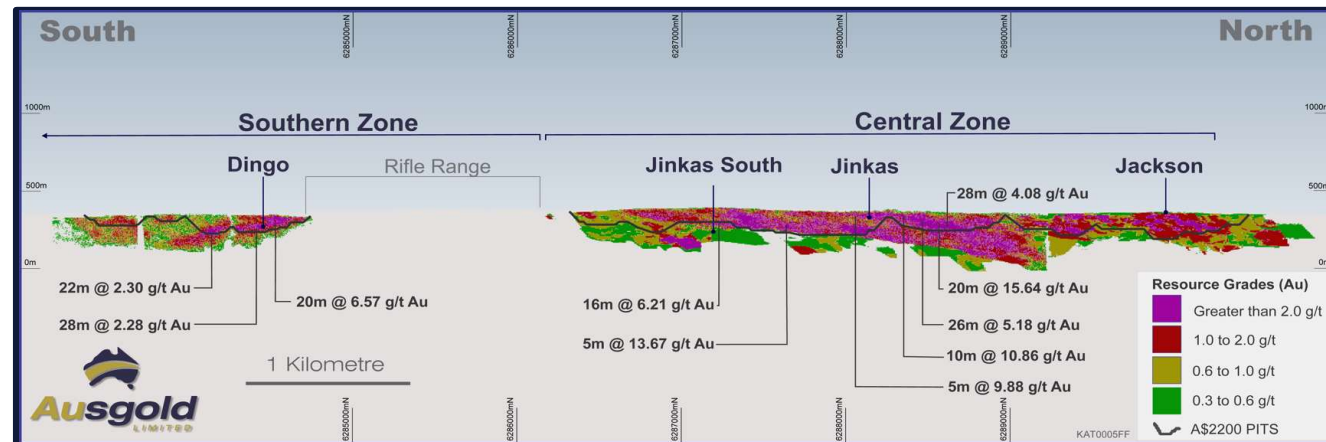 South
North
6285000mN
6286000mN
6287000mN
6288000mN
6289000mN
1000m
1000m
Southern Zone
Central Zone
Dingo
Rifle Range
Jinkas South
Jinkas
Jackson
500m
500m
28m @ 4.08 g/t Au
0m
0m
22m @ 2.30 g/t Au
20m @ 6.57 g/t Au
28m @ 2.28 g/t Au
16m @ 6.21 g/t Au
5m @ 13.67 g/t Au
20m @ 15.64 g/t Au
26m @ 5.18 g/t Au
10m @ 10.86 g/t Au
5m @ 9.88 g/t Au
Resource Grades (Au)
Greater than 2.0 g/t
1.0 to 2.0 g/t
0.6 to 1.0 g/t
0.3 to 0.6 g/t
A$2200 PITS
1 Kilometre
Ausgold
LIMITED
6285000mN
6286000mN
6287000mN
6288000mN
6289000mN
KAT0005FF